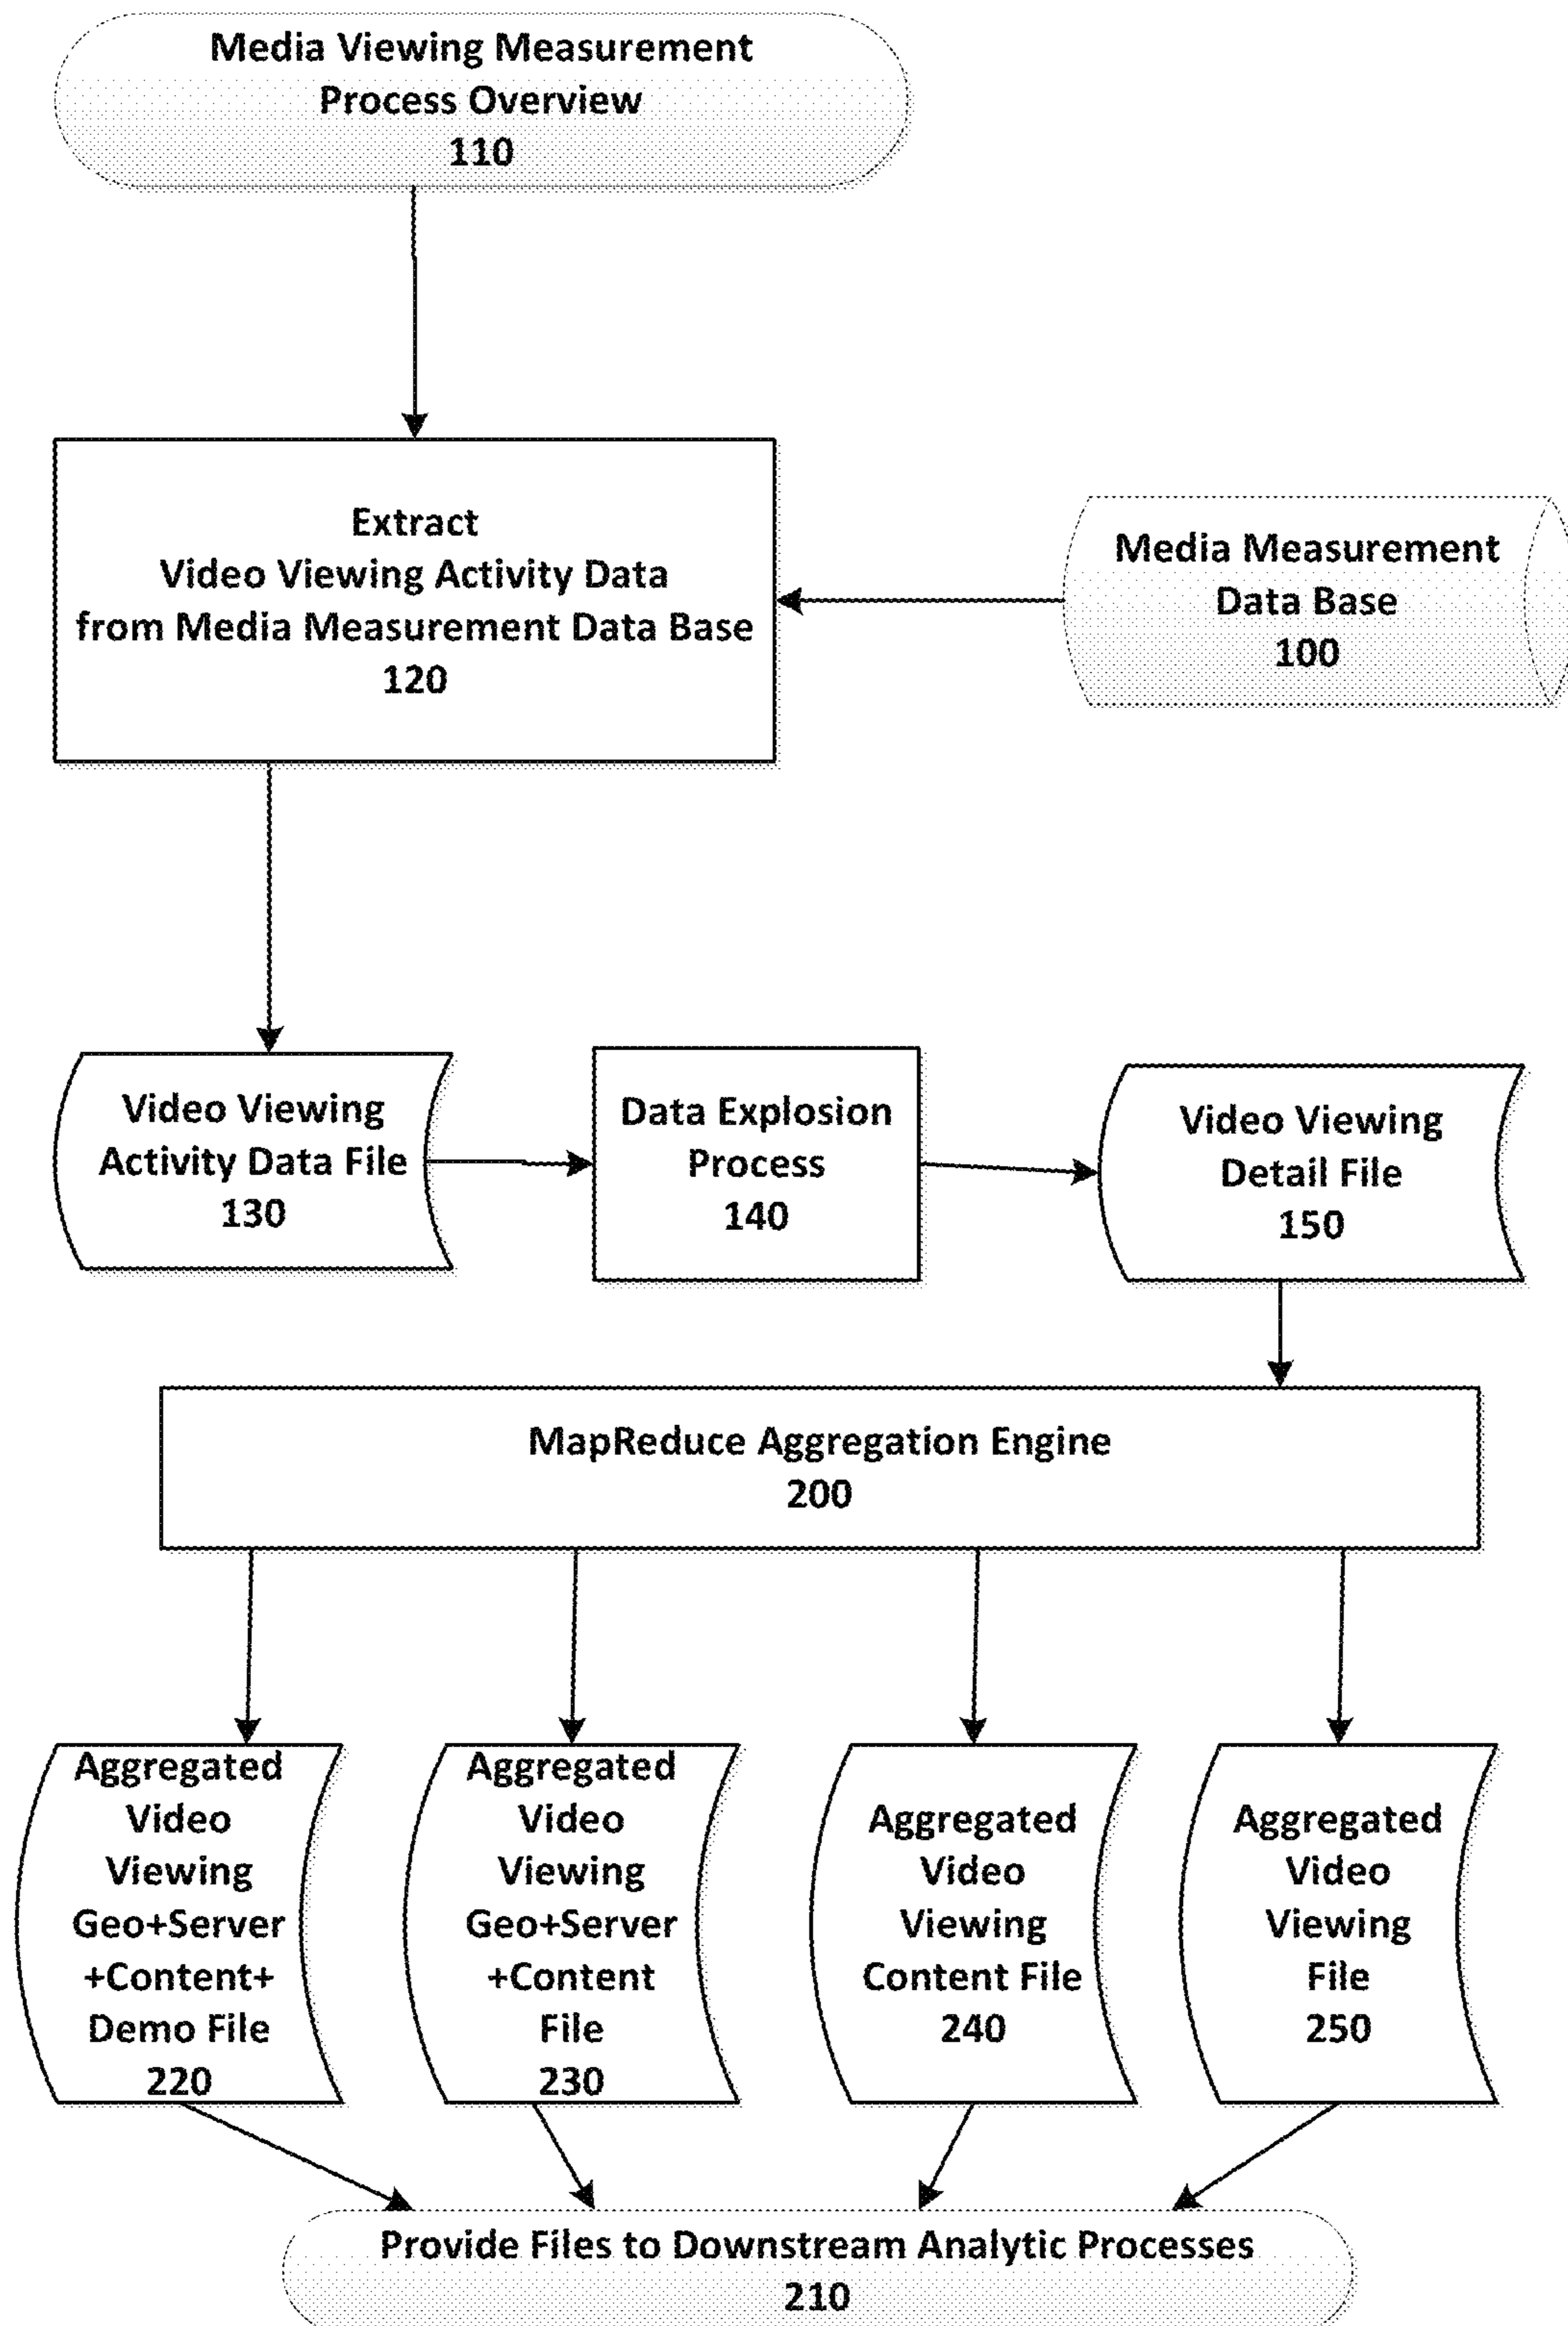 Media Viewing Measurement
Process Overview
110
Extract
Video Viewing Activity Data
from Media Measurement Data Base
120
Media Measurement
Data Base
100
Video Viewing
Activity Data File
130
Data Explosion
Process
140
Video Viewing
Detail File
150
MapReduce Aggregation Engine
200
Aggregated
Video
Viewing
Geo+Server
+Content+
Demo File
220
Aggregated
Video
Viewing
Geo+Server
+Content
File
230
Aggregated
Video
Viewing
Content File
240
Aggregated
Video
Viewing
File
250
Provide Files to Downstream Analytic Processes
210